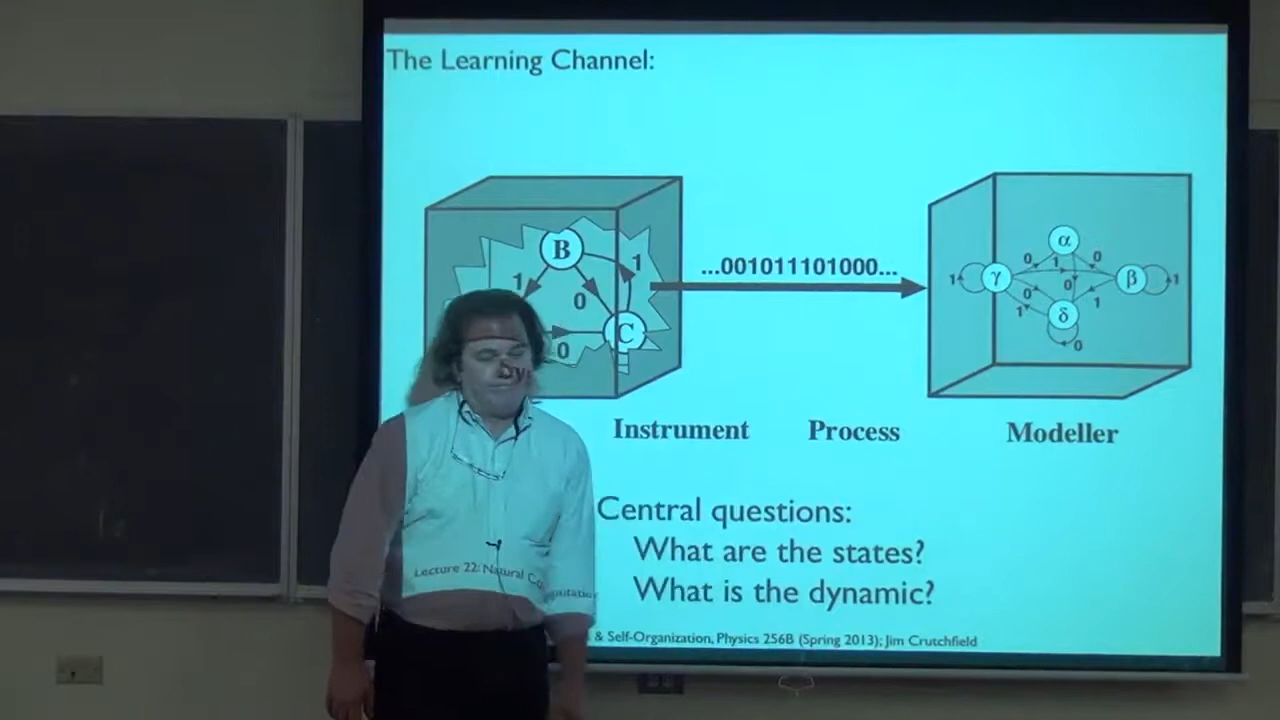 The Learning Channel:
B
1
1
0
C
0
...001011101000...
α
0
1
0
1
γ
β
1
0
0
1
1
δ
0
Instrument
Process
Modeller
Central questions:
What are the states?
What is the dynamic?
Lecture 22: Natural
& Self-Organization, Physics 256B (Spring 2013); Jim Crutchfield